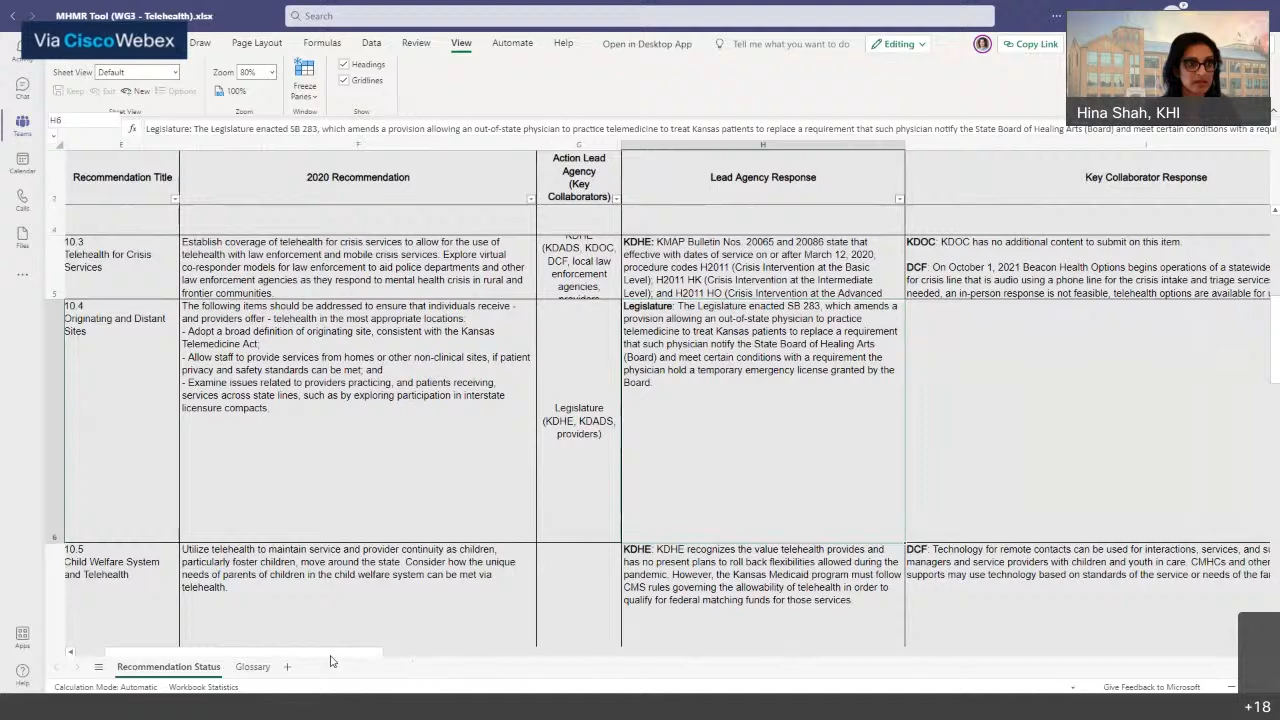 MHMR Tool (WG3 - Telehealth).xlsx
Search
Via CiscoWebex
Draw
Page Layout
Formulas
Data
Review
View
Automate
Help
Open in Desktop App
Tell me what you want to do
Editing
Copy Link
Hina Shah, KHI
Activity
Chat
Teams
Calendar
Calls
Files
Apps
Help
Sheet View
Default
Keep
Exit
New
Options
Sheet View
Zoom
80%
100%
Zoom
Freeze
Panes
Window
Headings
Gridlines
Show
H6
fx
Legislature: The Legislature enacted SB 283, which amends a provision allowing an out-of-state physician to practice telemedicine to treat Kansas patients to replace a requirement that such physician notify the State Board of Healing Arts (Board) and meet certain conditions with a requi
E
F
G
H
2
Recommendation Title
2020 Recommendation
Action Lead
Agency
(Key
Collaborators)
Lead Agency Response
Key Collaborator Response
4
5
10.3
Telehealth for Crisis
Services
Establish coverage of telehealth for crisis services to allow for the use of
telehealth with law enforcement and mobile crisis services. Explore virtual
co-responder models for law enforcement to aid police departments and other
law enforcement agencies as they respond to mental health crisis in rural and
frontier communities.
KDHE
(KDADS, KDOC,
DCF, local law
enforcement
agencies,
providers
KDHE: KMAP Bulletin Nos. 20065 and 20086 state that
effective with dates of service on or after March 12, 2020,
procedure codes H2011 (Crisis Intervention at the Basic
Level); H2011 HK (Crisis Intervention at the Intermediate
Level); and H2011 HO (Crisis Intervention at the Advanced
KDOC: KDOC has no additional content to submit on this item.
DCF: On October 1, 2021 Beacon Health Options begins operations of a statewide
for crisis line that is audio using a phone line for the crisis intake and triage service
needed, an in-person response is not feasible, telehealth options are available for
6
10.4
Originating and Distant
Sites
The following items should be addressed to ensure that individuals receive -
and providers offer - telehealth in the most appropriate locations:
- Adopt a broad definition of originating site, consistent with the Kansas
Telemedicine Act;
- Allow staff to provide services from homes or other non-clinical sites, if patient
privacy and safety standards can be met; and
- Examine issues related to providers practicing, and patients receiving,
services across state lines, such as by exploring participation in interstate
licensure compacts.
Legislature
(KDHE, KDADS,
providers)
Legislature: The Legislature enacted SB 283, which amends a
provision allowing an out-of-state physician to practice
telemedicine to treat Kansas patients to replace a requirement
that such physician notify the State Board of Healing Arts
(Board) and meet certain conditions with a requirement the
physician hold a temporary emergency license granted by the
Board.
10.5
Child Welfare System
and Telehealth
Utilize telehealth to maintain service and provider continuity as children,
particularly foster children, move around the state. Consider how the unique
needs of parents of children in the child welfare system can be met via
telehealth.
KDHE: KDHE recognizes the value telehealth provides and
has no present plans to roll back flexibilities allowed during the
pandemic. However, the Kansas Medicaid program must follow
CMS rules governing the allowability of telehealth in order to
qualify for federal matching funds for those services.
DCF: Technology for remote contacts can be used for interactions, services, and
managers and service providers with children and youth in care. CMHCs and other
supports may use technology based on standards of the service or needs of the
Recommendation Status
Glossary
Calculation Mode: Automatic
Workbook Statistics
Give Feedback to Microsoft
+18